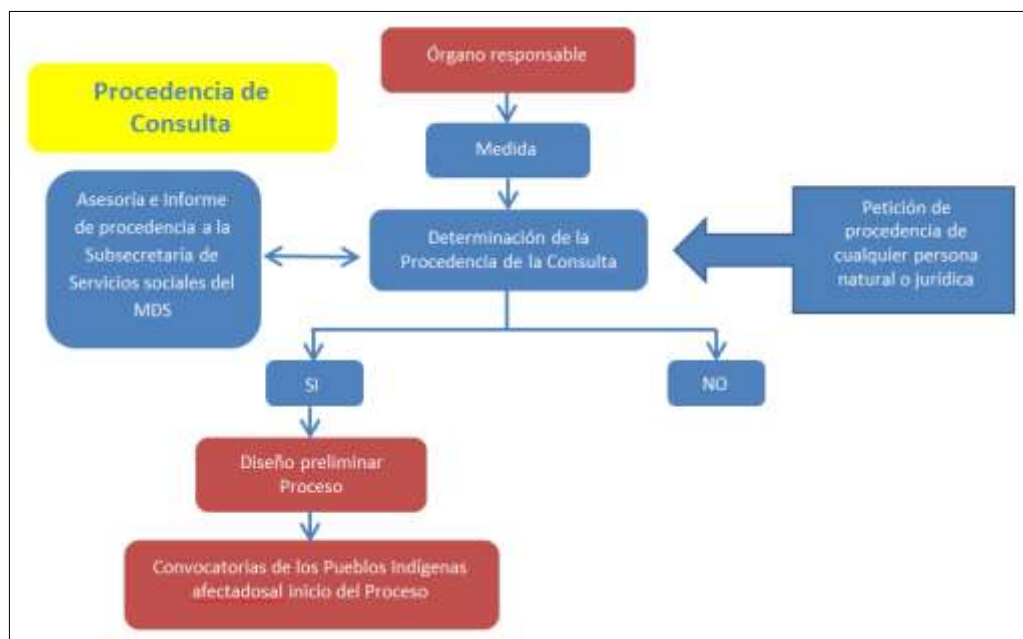 Órgano responsable
Procedencia de
Consulta
Medida
Asesoría e Informe
de procedencia a la
Subsecretaría de
Servicios sociales del
MDS
Determinación de la
Procedencia de la Consulta
Petición de
procedencia de
cualquier persona
natural o jurídica
SI
NO
Diseño preliminar
Proceso
Convocatorias de los Pueblos Indígenas
afectadosal inicio del Proceso